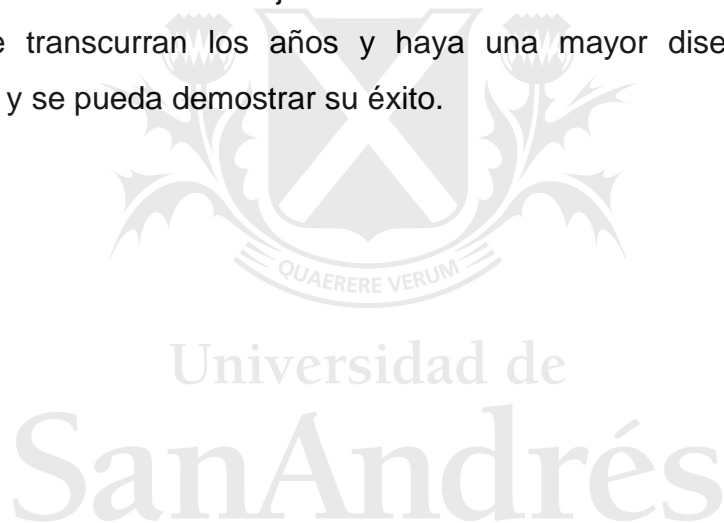 e transcurran los años y haya una mayor dise
y se pueda demostrar su éxito.
QUAERERE VERUM
Universidad de
SanAndrés